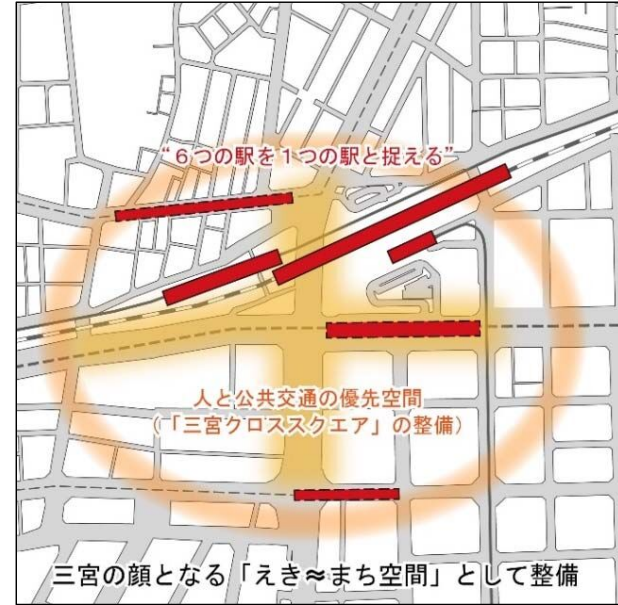 “６つの駅を１つの駅と捉える”
人と公共交通の優先空間
（「三宮クロススクエア」の整備）
三宮の顔となる「えき≈まち空間」として整備